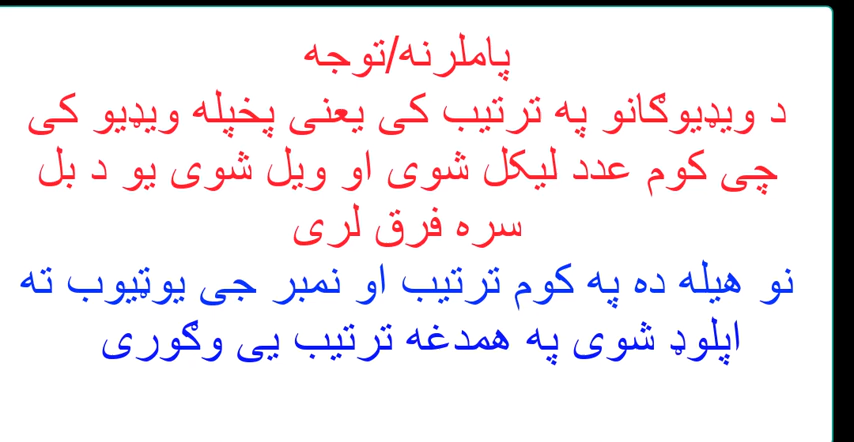 پاملرنه/توجه
د ویډیوګانو په ترتیب کی یعنی پخپله ویډیو کی
چی کوم عدد لیکل شوی او ویل شوی یو د بل
سره فرق لری
نو هیله ده په کوم ترتیب او نمبر جی یوټیوب ته
اپلوډ شوی په همدغه ترتیب یی وګوری